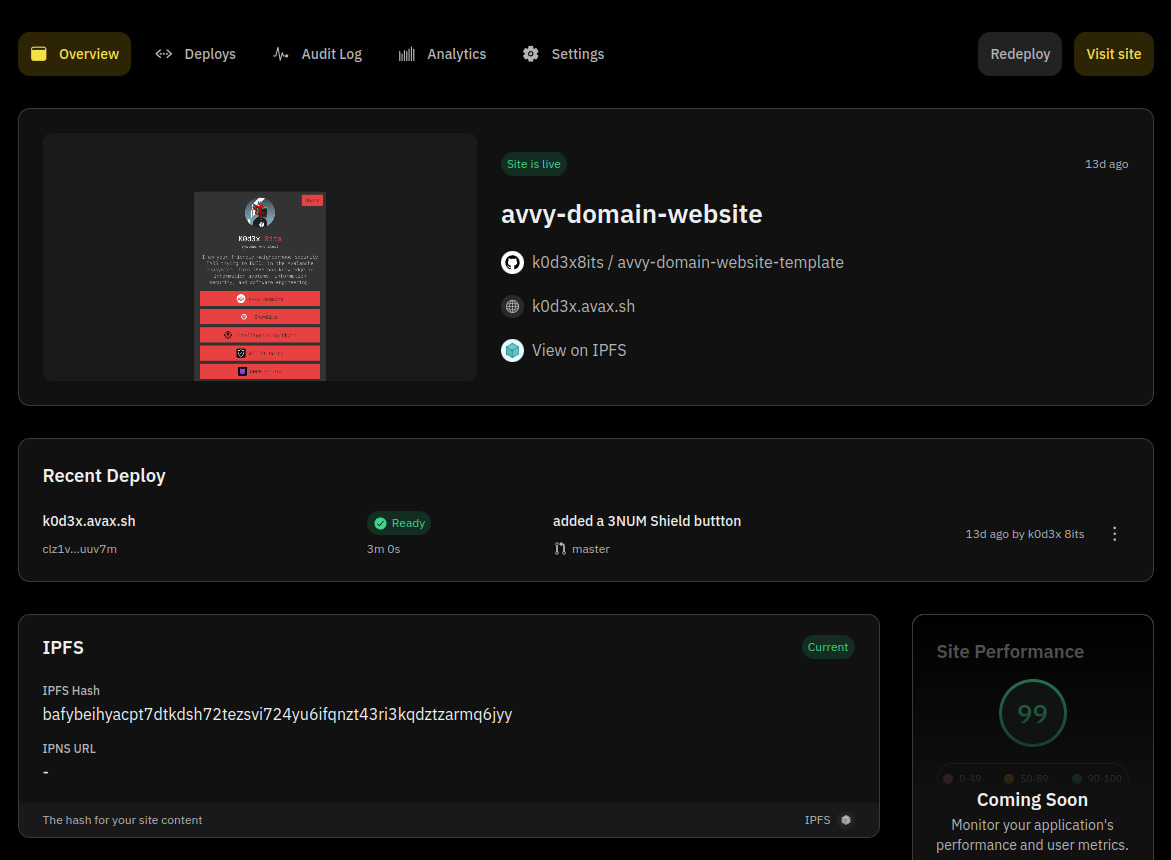 Overview
Deploys
Audit Log
Analytics
Settings
Redeploy
Visit site
Site is live
13d ago
avvy-domain-website
k0d3x8its / avvy-domain-website-template
k0d3x.avax.sh
View on IPFS
K0d3x 8its
Recent Deploy
k0d3x.avax.sh
Ready
added a 3NUM Shield buttton
13d ago by k0d3x 8its
clz1v...uuv7m
3m 0s
master
IPFS
Current
IPFS Hash
bafybeihyacpt7dtkdsh72tezsvi724yu6ifqnzt43ri3kqdztzarmq6jyy
IPNS URL
-
The hash for your site content
IPFS
Site Performance
99
0-49
50-89
90-100
Coming Soon
Monitor your application's
performance and user metrics.